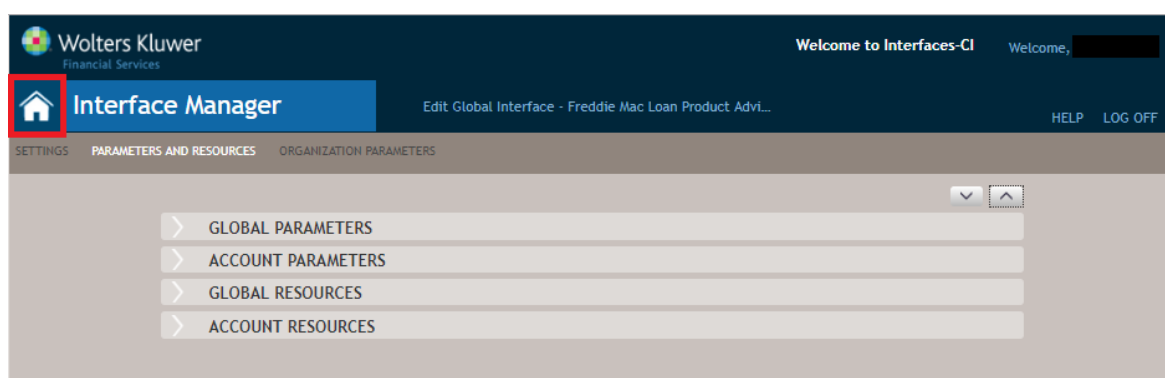 Wolters Kluwer
Financial Services
Welcome to Interfaces-CI
Welcome,
Interface Manager
Edit Global Interface - Freddie Mac Loan Product Advi...
HELP LOG OFF
SETTINGS PARAMETERS AND RESOURCES ORGANIZATION PARAMETERS
GLOBAL PARAMETERS
ACCOUNT PARAMETERS
GLOBAL RESOURCES
ACCOUNT RESOURCES